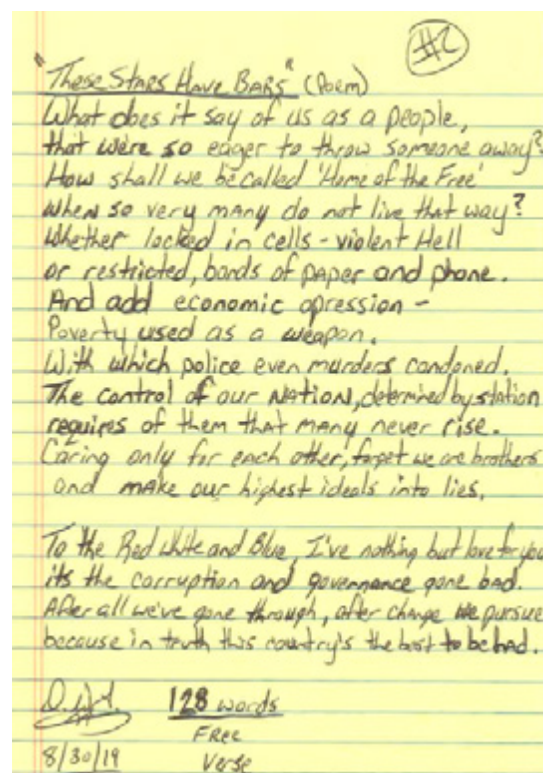 #2
"These Stars Have Bars" (Poem)
What does it say of us as a people,
that we're so eager to throw someone away?
How shall we be called 'Home of the Free'
when so very many do not live that way?
Whether locked in cells - violent Hell
or restricted, bonds of paper and phone.
And add economic opression -
Poverty used as a weapon.
With which police even murders condoned.
The control of our NATION, determined by station
requires of them that many never rise.
Caring only for each other, forget we are brothers
and make our highest ideals into lies.
To the Red White and Blue, I've nothing but love for you
its the corruption and governance gone bad.
After all we've gone through, after change we pursue
because in truth this country's the best to be had.
128 words
8/30/19
Free
Verse